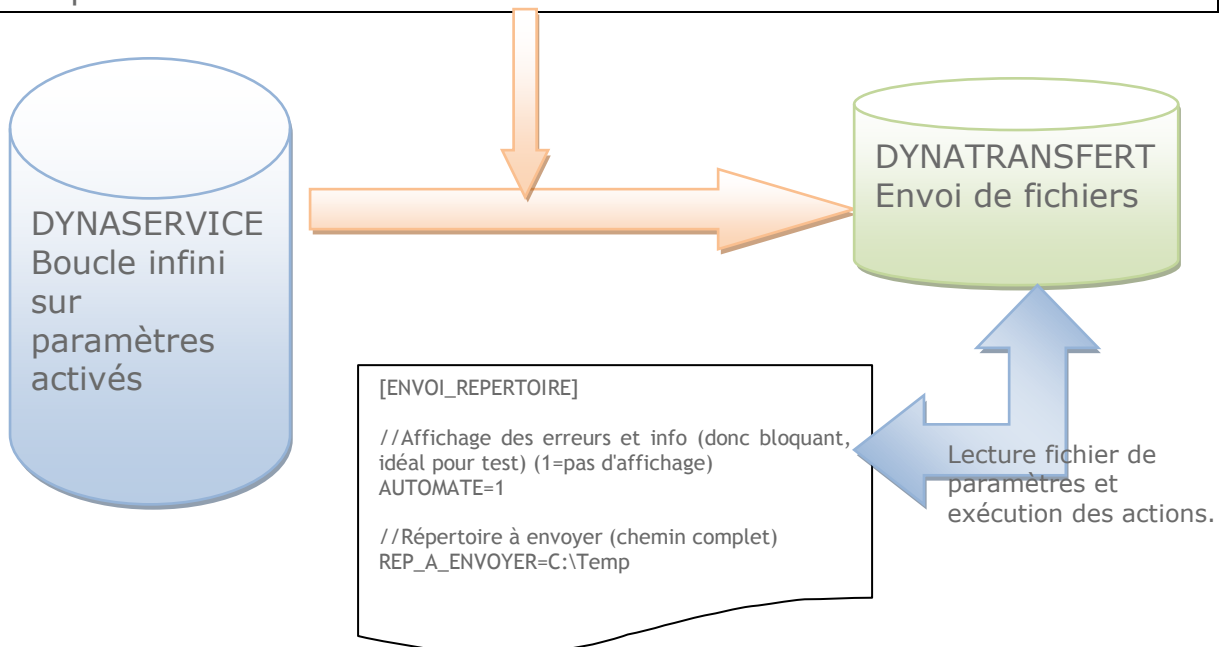 DYNASERVICE
Boucle infini
sur
paramètres
activés
DYNATRANSFERT
Envoi de fichiers
[ENVOI_REPERTOIRE]
//Affichage des erreurs et info (donc bloquant,
idéal pour test) (1=pas d'affichage)
AUTOMATE=1
//Répertoire à envoyer (chemin complet)
REP_A_ENVOYER=C:\Temp
Lecture fichier de
paramètres et
exécution des actions.